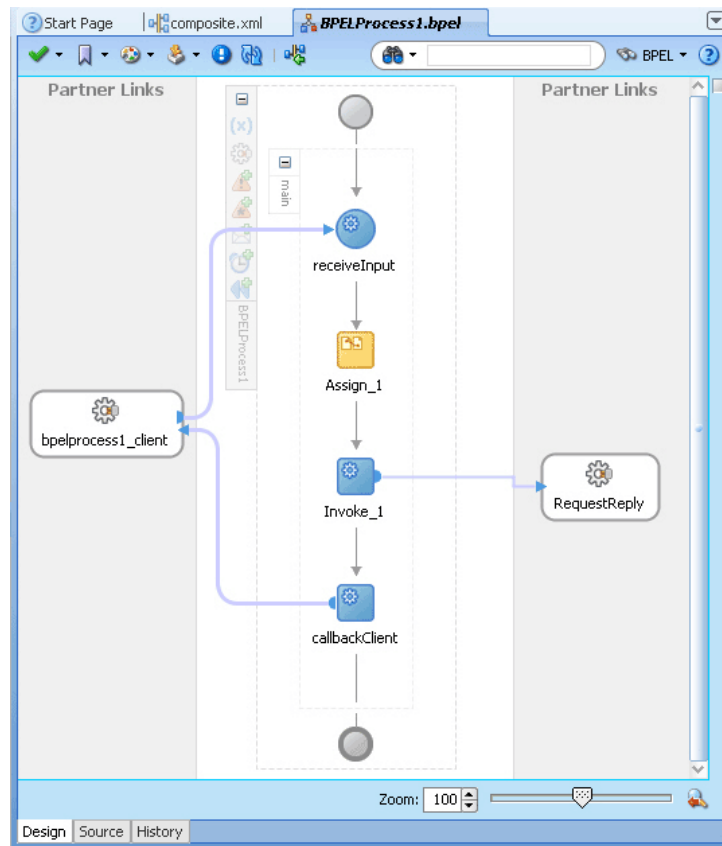 Start Page
composite.xml
BPELProcess1.bpel
BPEL
Partner Links
Partner Links
(x)
main
receiveInput
BPELProcess1
Assign_1
bpelprocess1_client
Invoke_1
RequestReply
callbackClient
Zoom: 100
Design Source History